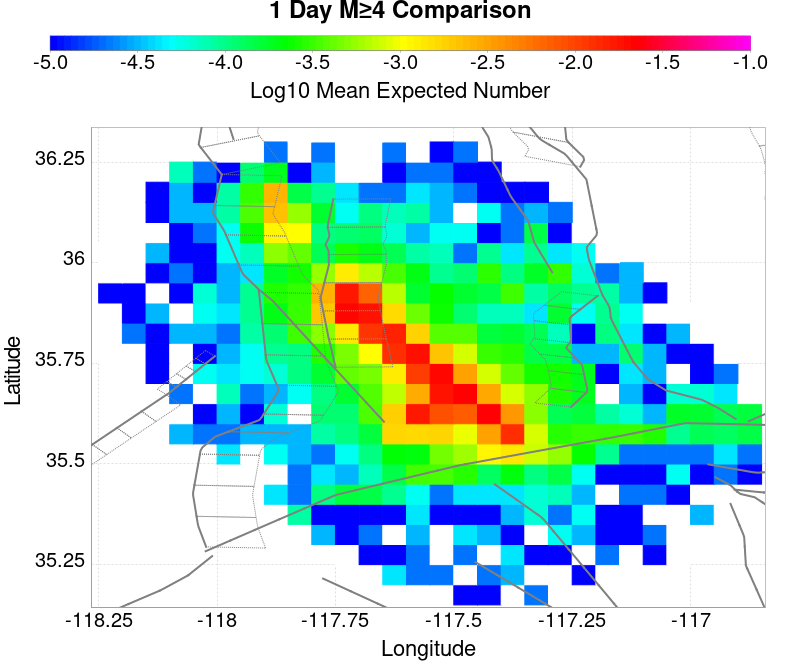 1 Day M≥4 Comparison
-5.0 -4.5 -4.0 -3.5 -3.0 -2.5 -2.0 -1.5 -1.0
Log10 Mean Expected Number
36.25
36
35.75
35.5
35.25
Latitude
-118.25 -118 -117.75 -117.5 -117.25 -117
Longitude